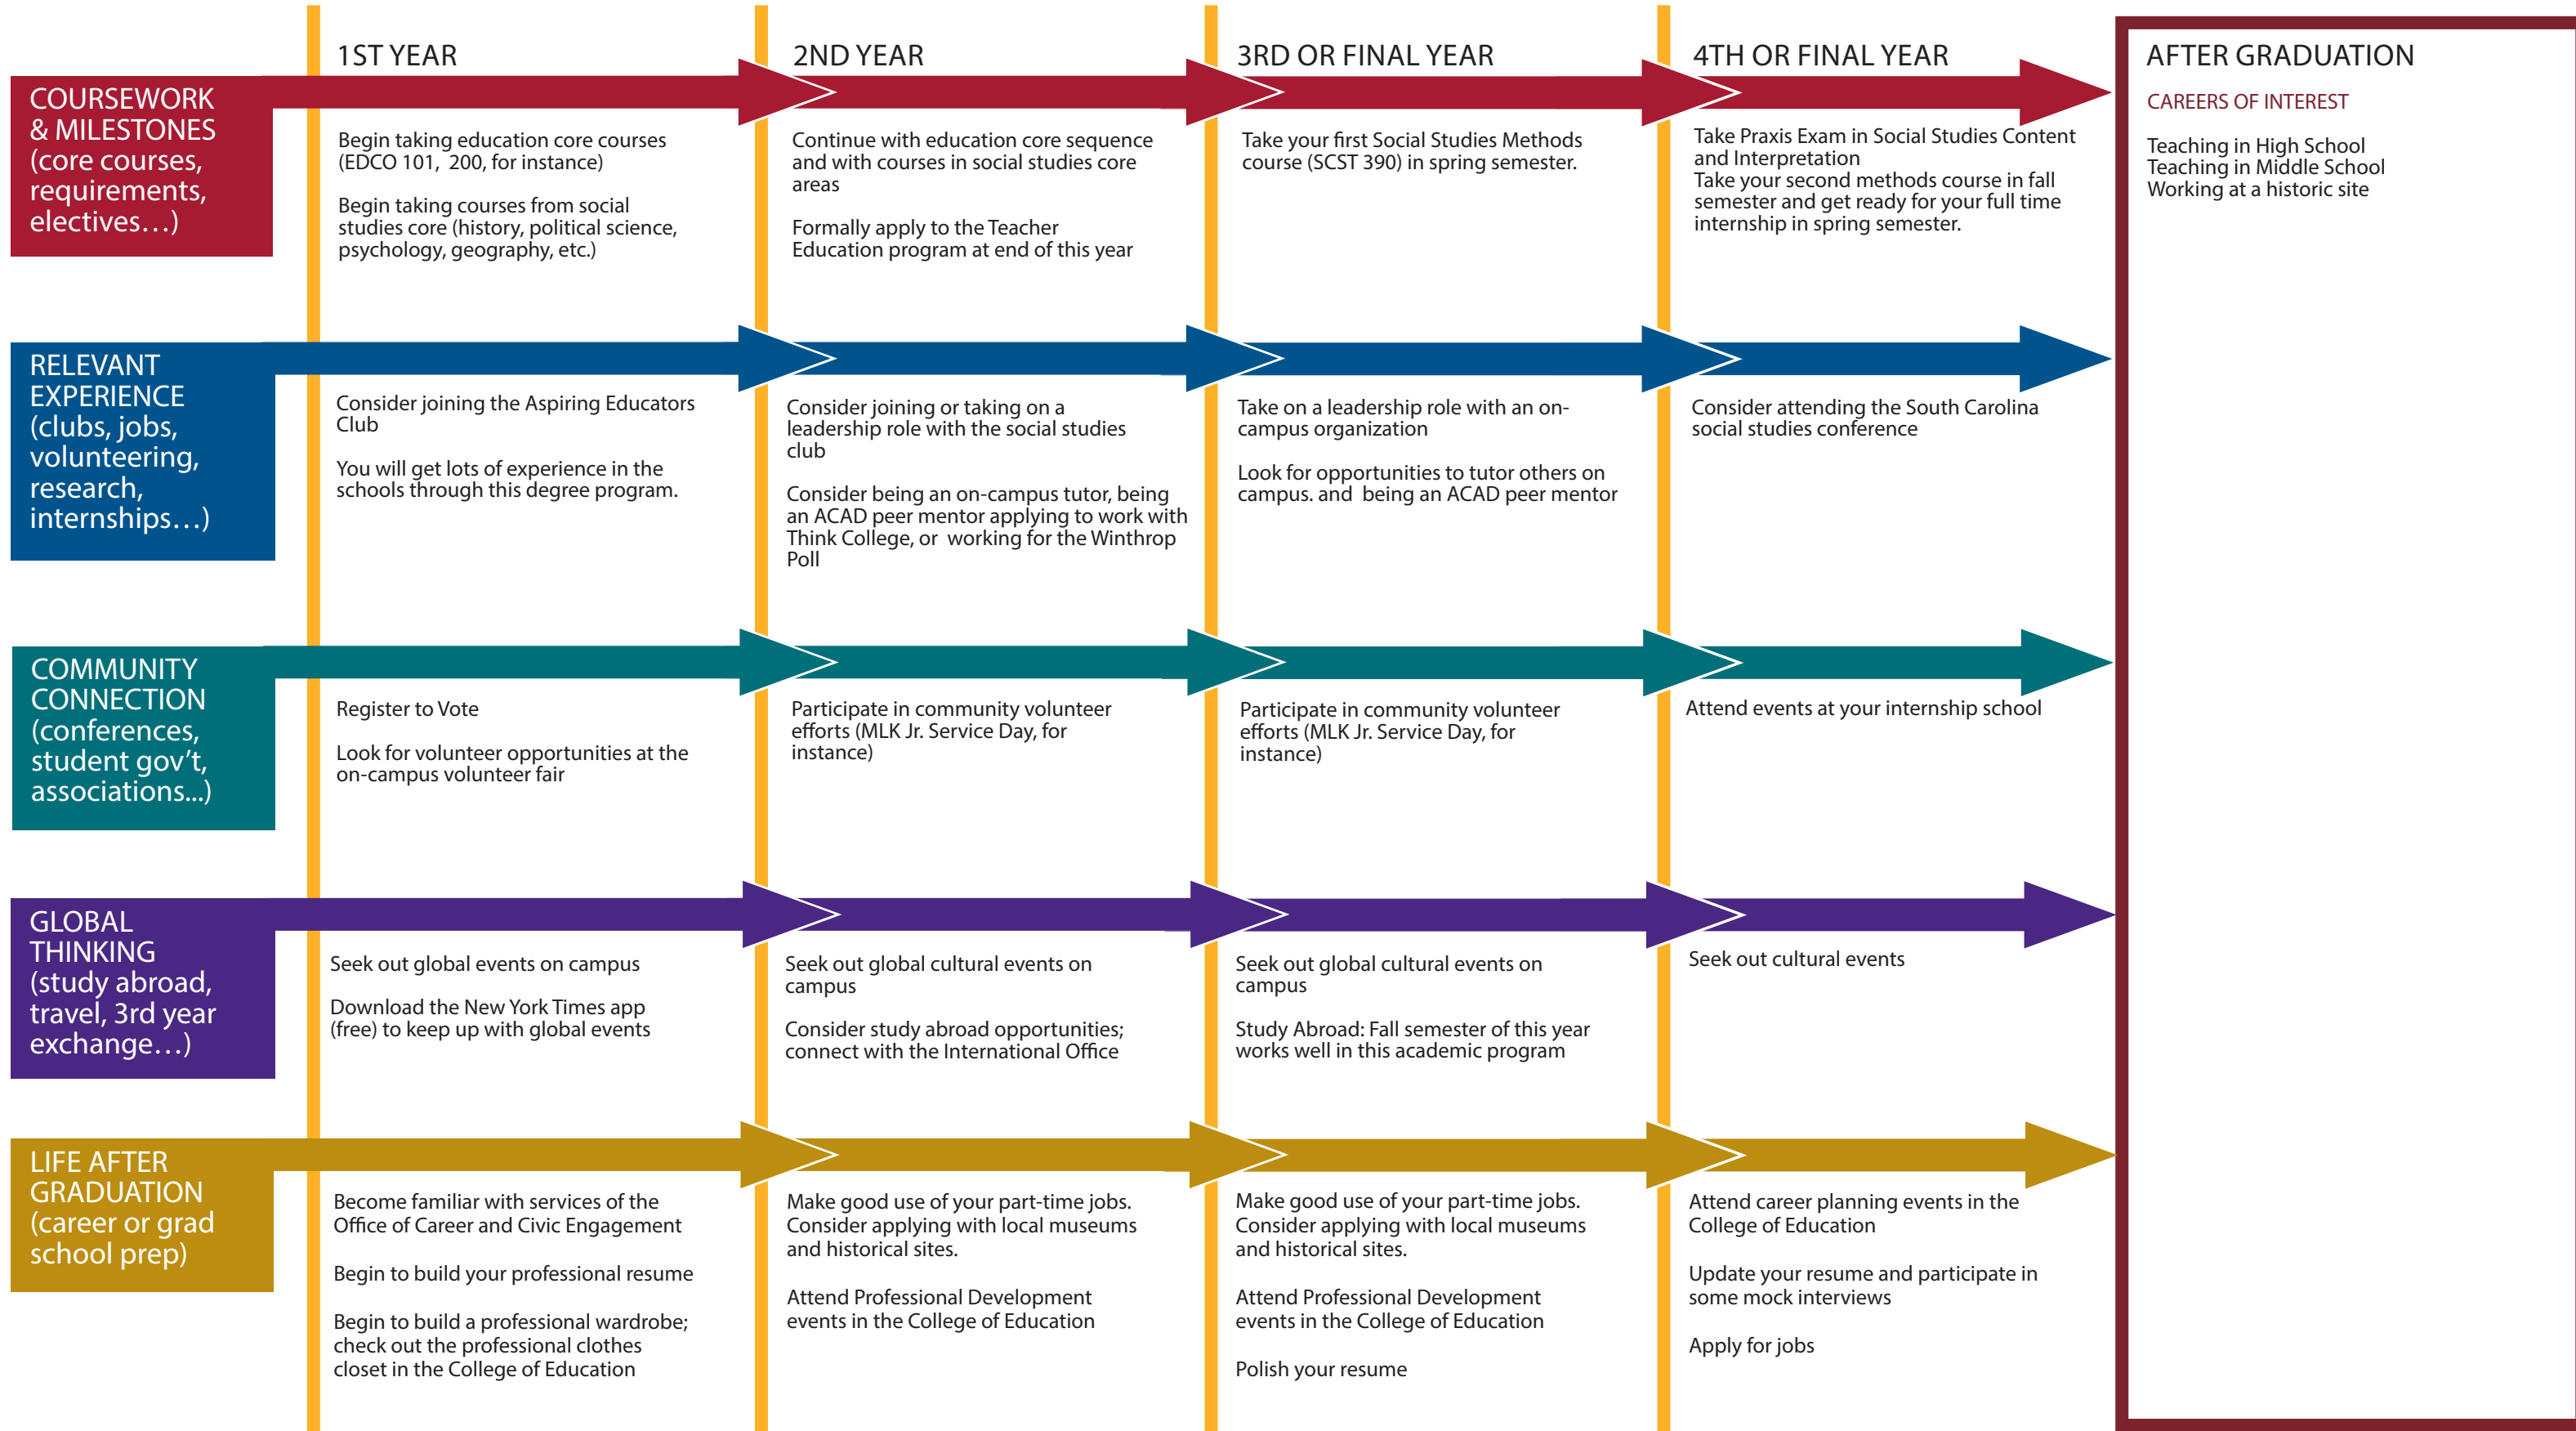 1ST YEAR
2ND YEAR
3RD OR FINAL YEAR
4TH OR FINAL YEAR
AFTER GRADUATION
COURSEWORK
& MILESTONES
(core courses,
requirements,
electives…)
Begin taking education core courses
(EDCO 101,  200, for instance)
Begin taking courses from social
studies core (history, political science,
psychology, geography, etc.)
Continue with education core sequence
and with courses in social studies core
areas
Formally apply to the Teacher
Education program at end of this year
Take your first Social Studies Methods
course (SCST 390) in spring semester.
Take Praxis Exam in Social Studies Content
and Interpretation
Take your second methods course in fall
semester and get ready for your full time
internship in spring semester.
CAREERS OF INTEREST
Teaching in High School
Teaching in Middle School
Working at a historic site
RELEVANT
EXPERIENCE
(clubs, jobs,
volunteering,
research,
internships…)
Consider joining the Aspiring Educators
Club
You will get lots of experience in the
schools through this degree program.
Consider joining or taking on a
leadership role with the social studies
club
Consider being an on-campus tutor, being
an ACAD peer mentor applying to work with
Think College, or  working for the Winthrop
Poll
Take on a leadership role with an on-
campus organization
Look for opportunities to tutor others on
campus. and  being an ACAD peer mentor
Consider attending the South Carolina
social studies conference
COMMUNITY
CONNECTION
(conferences,
student gov’t,
associations...)
Register to Vote
Look for volunteer opportunities at the
on-campus volunteer fair
Participate in community volunteer
efforts (MLK Jr. Service Day, for
instance)
Participate in community volunteer
efforts (MLK Jr. Service Day, for
instance)
Attend events at your internship school
GLOBAL
THINKING
(study abroad,
travel, 3rd year
exchange…)
Seek out global events on campus
Download the New York Times app
(free) to keep up with global events
Seek out global cultural events on
campus
Consider study abroad opportunities;
connect with the International Office
Seek out global cultural events on
campus
Study Abroad: Fall semester of this year
works well in this academic program
Seek out cultural events
LIFE AFTER
GRADUATION
(career or grad
school prep)
Become familiar with services of the
Office of Career and Civic Engagement
Begin to build your professional resume
Begin to build a professional wardrobe;
check out the professional clothes
closet in the College of Education
Make good use of your part-time jobs.
Consider applying with local museums
and historical sites.
Attend Professional Development
events in the College of Education
Make good use of your part-time jobs.
Consider applying with local museums
and historical sites.
Attend Professional Development
events in the College of Education
Polish your resume
Attend career planning events in the
College of Education
Update your resume and participate in
some mock interviews
Apply for jobs